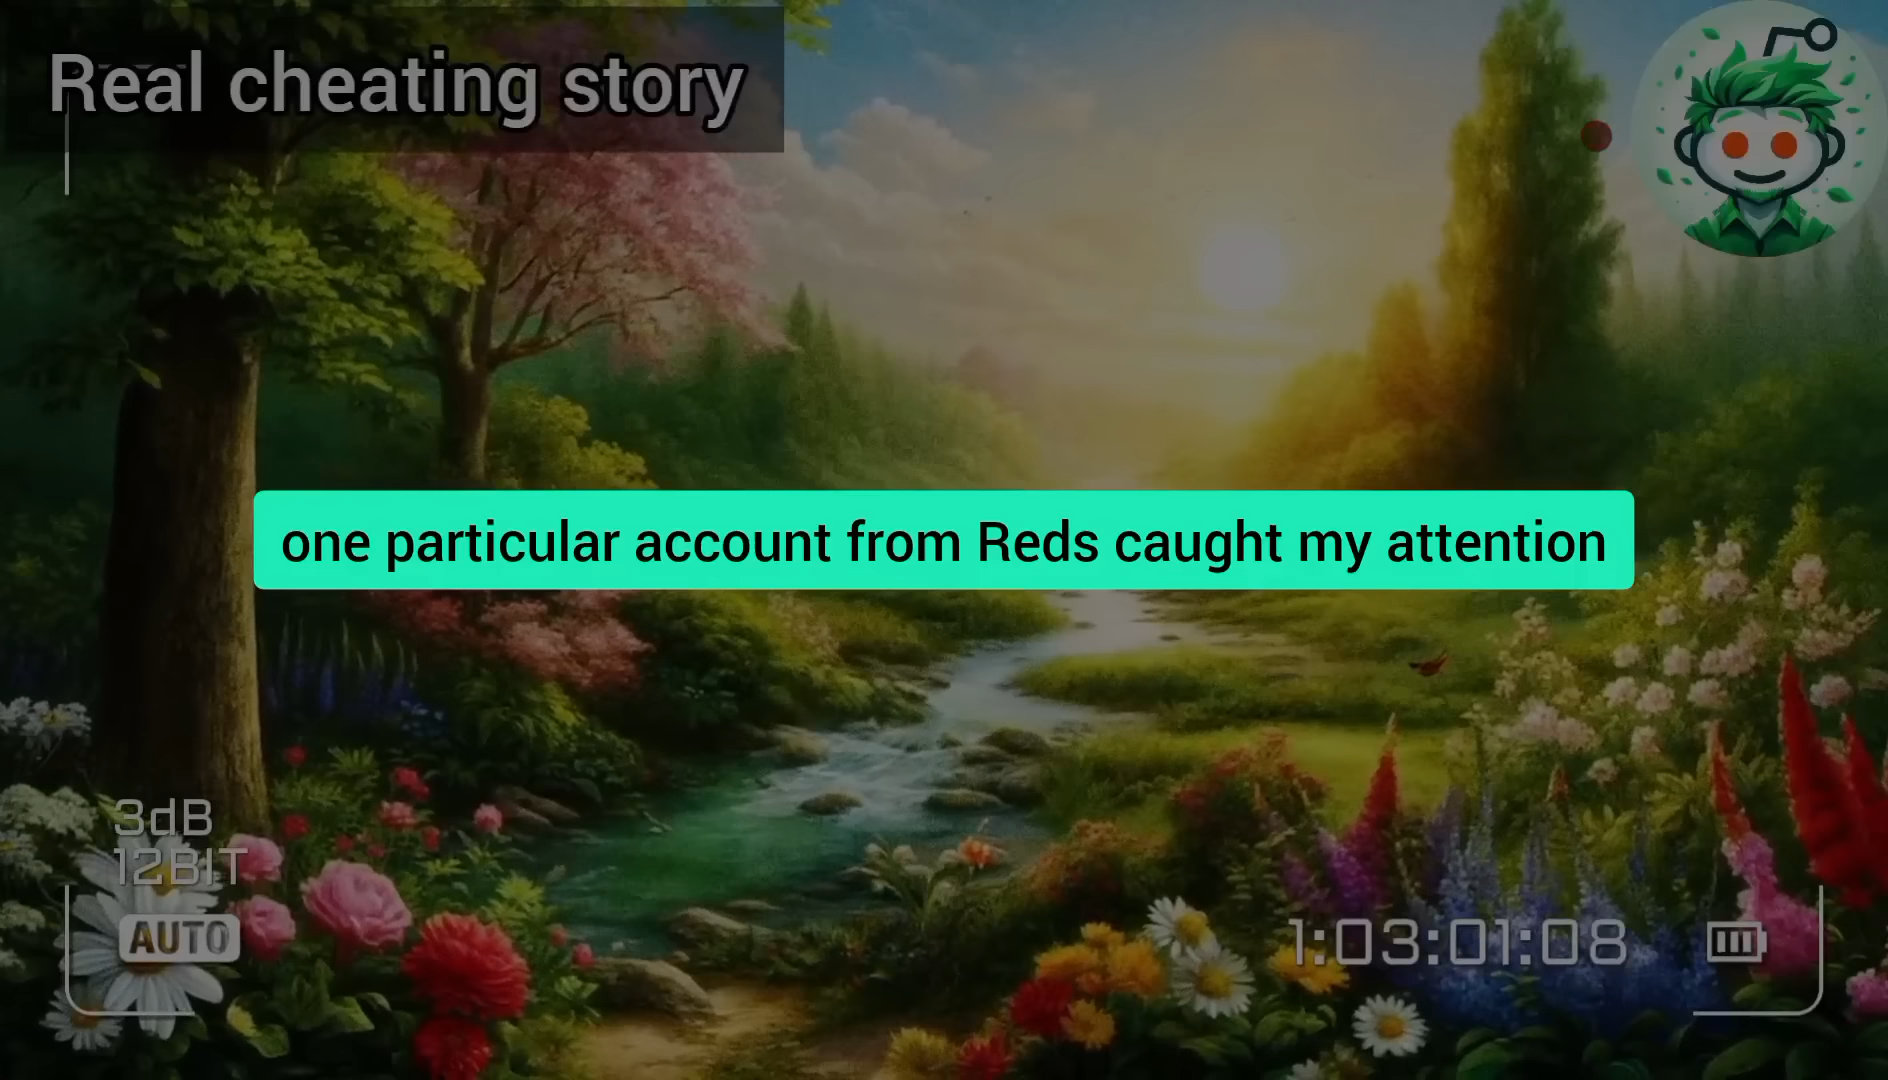 Real cheating story
one particular account from Reds caught my attention
3dB
12BIT
AUTO
1:03:01:08